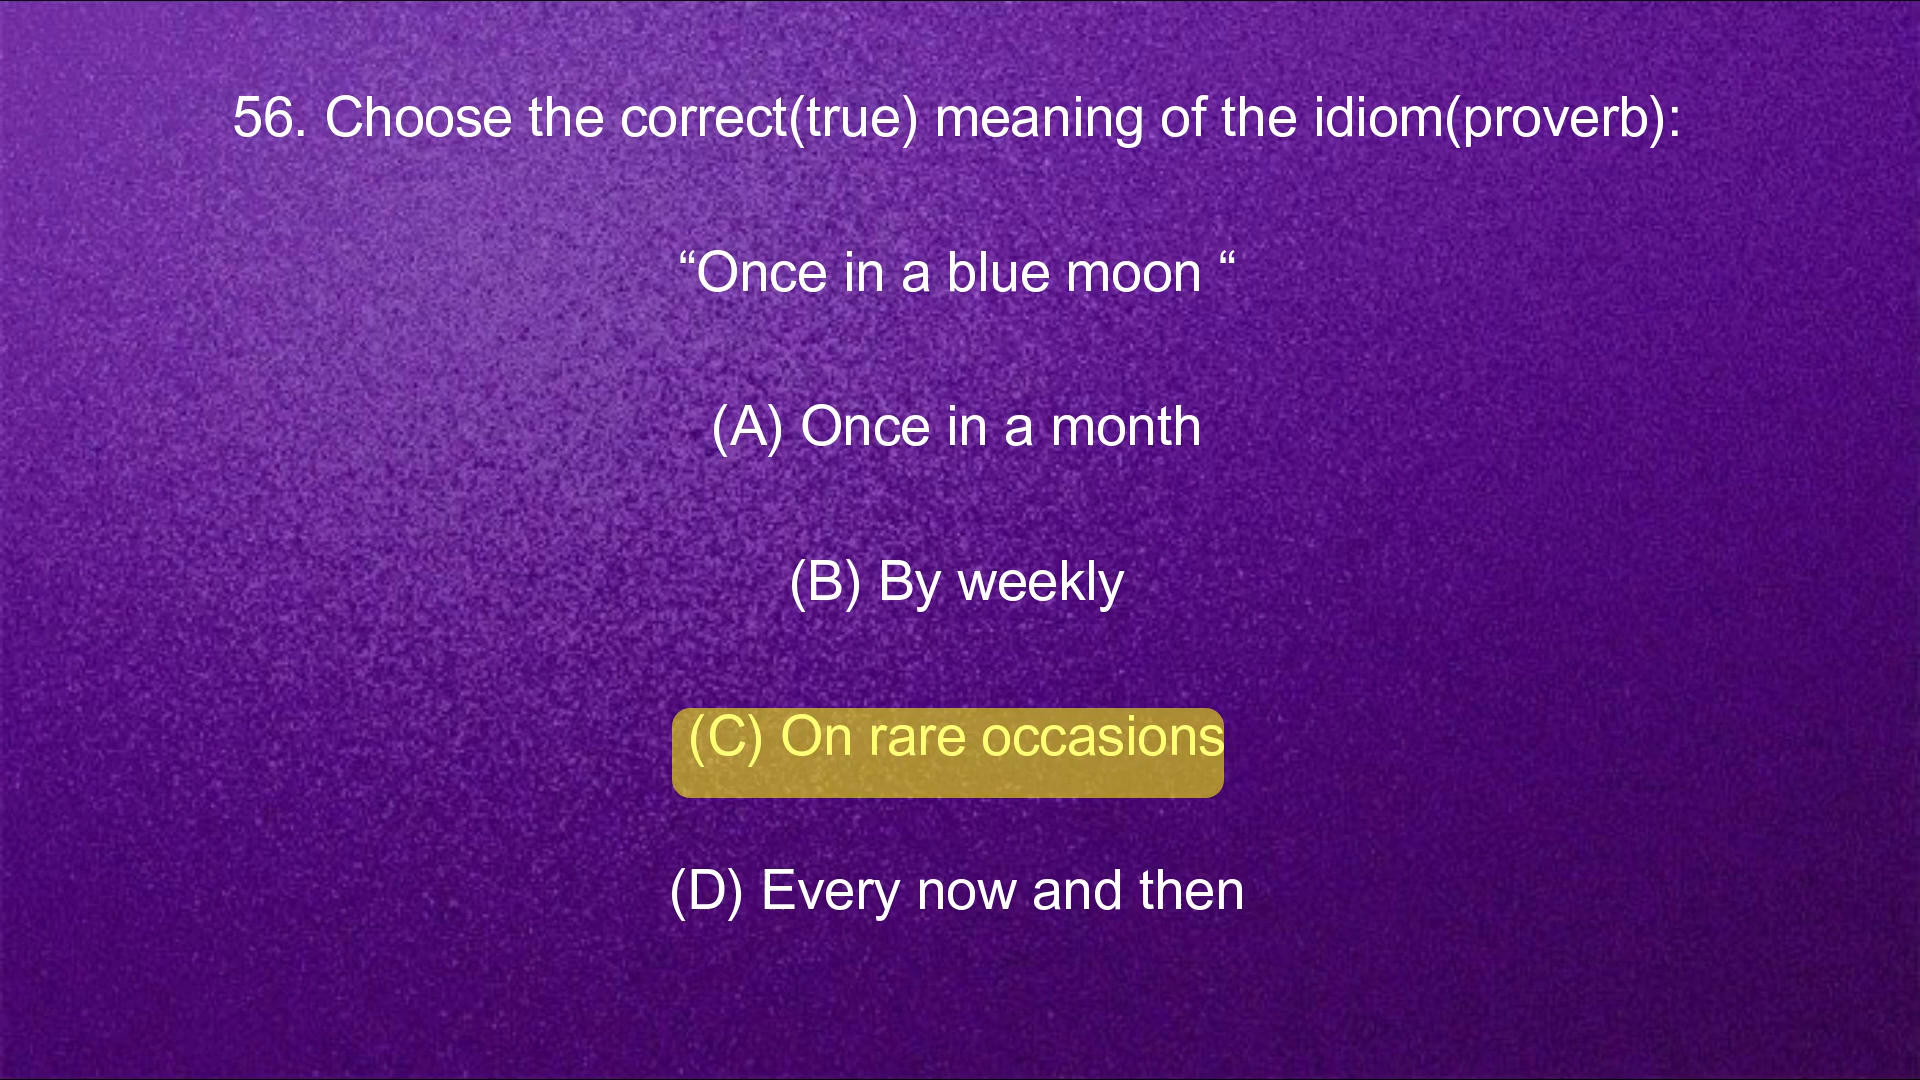 56. Choose the correct(true) meaning of the idiom(proverb):
“Once in a blue moon “
(A) Once in a month
(B) By weekly
(C) On rare occasions
(D) Every now and then